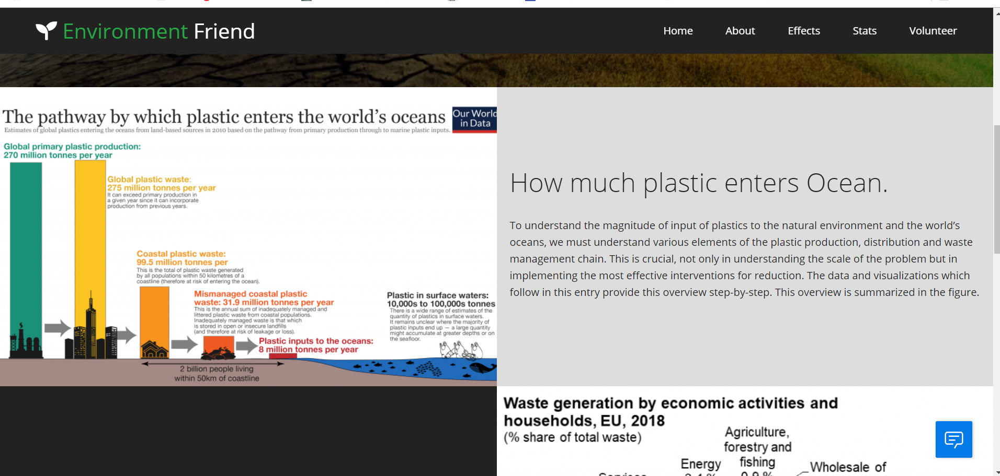 Environment Friend
Home About Effects Stats Volunteer
The pathway by which plastic enters the world's oceans
Our World
in Data
Estimates of global plastics entering the oceans from land-based sources in 2010 based on the pathway from primary production through to marine plastic inputs.
Global primary plastic production:
270 million tonnes per year
Global plastic waste:
275 million tonnes per year
It can exceed primary production in
a given year since it can incorporate
production from previous years.
Coastal plastic waste:
99.5 million tonnes per
This is the total of plastic waste generated
by all populations within 50 kilometres of a
coastline (therefore at risk of entering the ocean).
Mismanaged coastal plastic
waste: 31.9 million tonnes per year
This is the annual sum of inadequately managed and
littered plastic waste from coastal populations.
Inadequately managed waste is that which
is stored in open or insecure landfills
(and therefore at risk of leakage or loss).
Plastic inputs to the oceans:
8 million tonnes per year
Plastic in surface waters:
10,000s to 100,000s tonnes
There is a wide range of estimates of the
quantity of plastics in surface waters.
It remains unclear where the majority of
plastic inputs end up — a large quantity
might accumulate at greater depths or on
the seafloor.
2 billion people living
within 50km of coastline
How much plastic enters Ocean.
To understand the magnitude of input of plastics to the natural environment and the world's
oceans, we must understand various elements of the plastic production, distribution and waste
management chain. This is crucial, not only in understanding the scale of the problem but in
implementing the most effective interventions for reduction. The data and visualizations which
follow in this entry provide this overview step-by-step. This overview is summarized in the figure.
Waste generation by economic activities and
households, EU, 2018
(% share of total waste)
Agriculture,
forestry and
fishing
Energy
Wholesale of